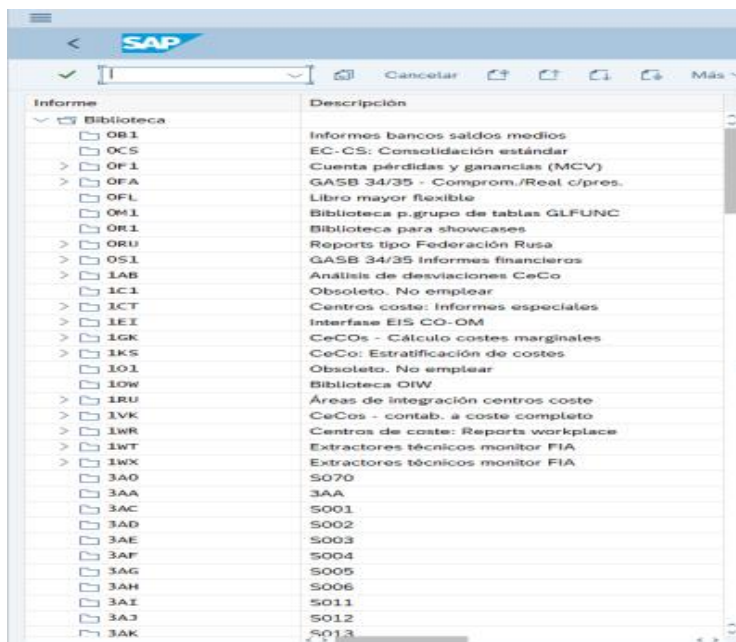 SAP
Cancelar Más
Informe Descripción
Biblioteca
0B1 Informes bancos saldos medios
0CS EC-CS: Consolidación estándar
0F1 Cuenta pérdidas y ganancias (MCV)
0FA GASB 34/35 - Comprom./Real c/pres.
0FL Libro mayor flexible
0M1 Biblioteca p.grupo de tablas GLFUNC
0R1 Biblioteca para showcases
0RU Reports tipo Federación Rusa
0S1 GASB 34/35 Informes financieros
1AB Análisis de desviaciones CeCo
1C1 Obsoleto. No emplear
1CT Centros coste: Informes especiales
1EI Interfase EIS CO-OM
1GK CeCOs - Cálculo costes marginales
1KS CeCo: Estratificación de costes
1O1 Obsoleto. No emplear
1OW Biblioteca OIW
1RU Áreas de integración centros coste
1VK CeCos - contab. a coste completo
1WR Centros de coste: Reports workplace
1WT Extractores técnicos monitor FIA
1WX Extractores técnicos monitor FIA
3A0 S070
3AA 3AA
3AC S001
3AD S002
3AE S003
3AF S004
3AG S005
3AH S006
3AI S011
3AJ S012
3AK S013